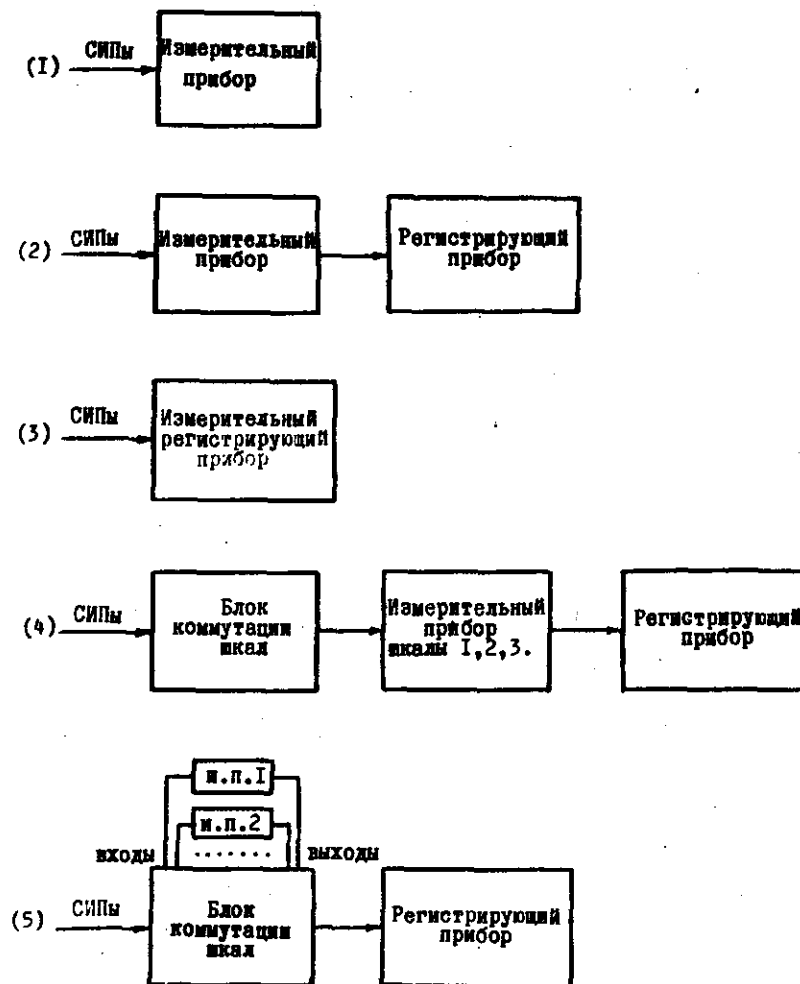 СИПы
Измерительный
(I)
прибор
СИПы
Измерительный
Регистрирующий
(2)
прибор
прибор
СИПы
Измерительный
(3)
регистрирующий
прибор
СИПы
Блок
Измерительный
Регистрирующий
(4)
коммутации
прибор
прибор
шкал
шкалы I,2,3.
и.п.I
и.п.2
входы
.......
выходы
СИПы
Блок
Регистрирующий
(5)
коммутации
прибор
шкал